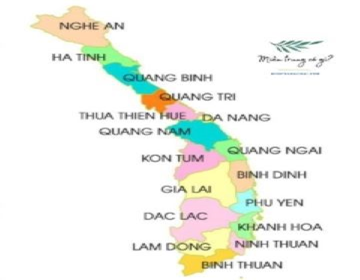 NGHE AN
HA TINH
Miền trung có gì?
QUANG BINH
QUANG TRI
THUA THIEN HUE
DA NANG
QUANG NAM
QUANG NGAI
KON TUM
BINH DINH
GIA LAI
PHU YEN
DAC LAC
KHANH HOA
LAM DONG
NINH THUAN
BINH THUAN